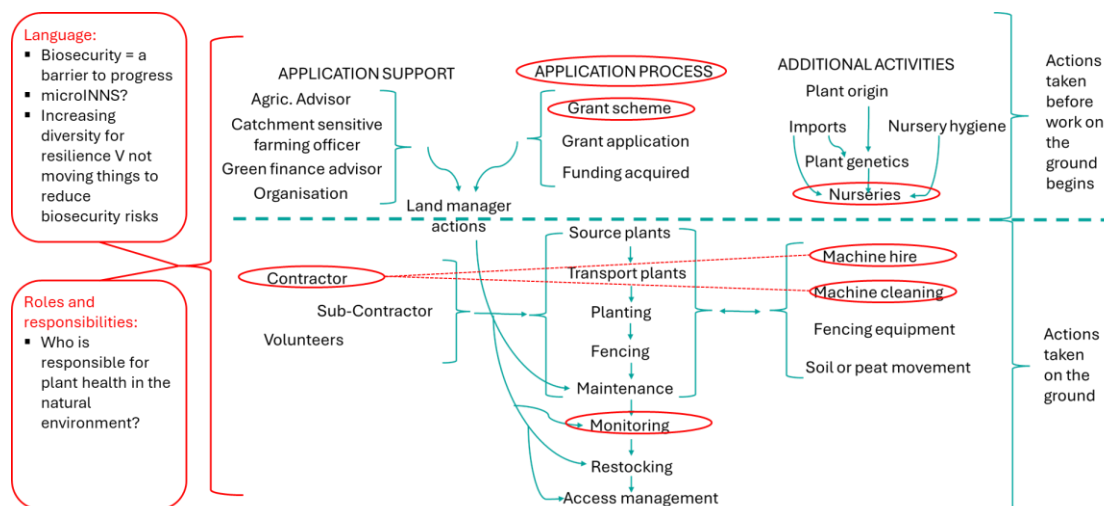 Language:
▪ Biosecurity = a
barrier to progress
▪ microINNS?
▪ Increasing
diversity for
resilience V not
moving things to
reduce
biosecurity risks
Roles and
responsibilities:
▪ Who is
responsible for
plant health in the
natural
environment?
APPLICATION SUPPORT
Agric. Advisor
Catchment sensitive
farming officer
Green finance advisor
Organisation
APPLICATION PROCESS
Grant scheme
Grant application
Funding acquired
Land manager
actions
ADDITIONAL ACTIVITIES
Plant origin
Imports
Nursery hygiene
Plant genetics
Nurseries
Actions
taken
before
work on
the
ground
begins
Contractor
Sub-Contractor
Volunteers
Source plants
Transport plants
Planting
Fencing
Maintenance
Monitoring
Restocking
Access management
Machine hire
Machine cleaning
Fencing equipment
Soil or peat movement
Actions
taken
on the
ground